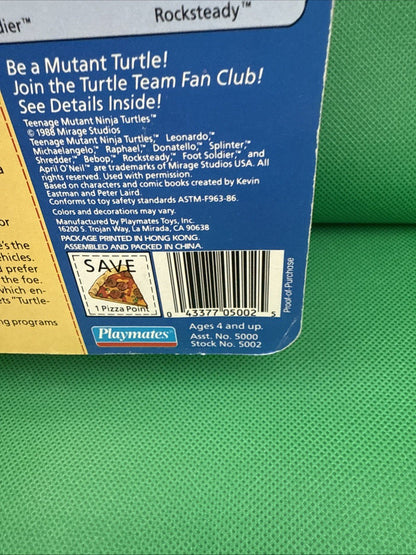 dier™ Rocksteady™
Be a Mutant Turtle!
Join the Turtle Team Fan Club!
See Details Inside!
Teenage Mutant Ninja Turtles™
© 1988 Mirage Studios
Teenage Mutant Ninja Turtles,™ Leonardo,™
Michaelangelo,™ Raphael,™ Donatello,™ Splinter,™
Shredder,™ Bebop,™ Rocksteady,™ Foot Soldier,™ and
April O'Neil™ are trademarks of Mirage Studios USA. All
rights reserved. Used with permission.
Based on characters and comic books created by Kevin
Eastman and Peter Laird.
Conforms to toy safety standards ASTM-F963-86.
Colors and decorations may vary.
Manufactured by Playmates Toys, Inc.
16200 S. Trojan Way, La Mirada, CA 90638
PACKAGE PRINTED IN HONG KONG.
ASSEMBLED AND PACKED IN CHINA.
a
or
e's the
hicles.
d prefer
the foe.
which en-
ets "Turtle-
ng programs
SAVE
1 Pizza Point
0 43377 05002 5
Proof-of-Purchase
Playmates
Ages 4 and up.
Asst. No. 5000
Stock No. 5002